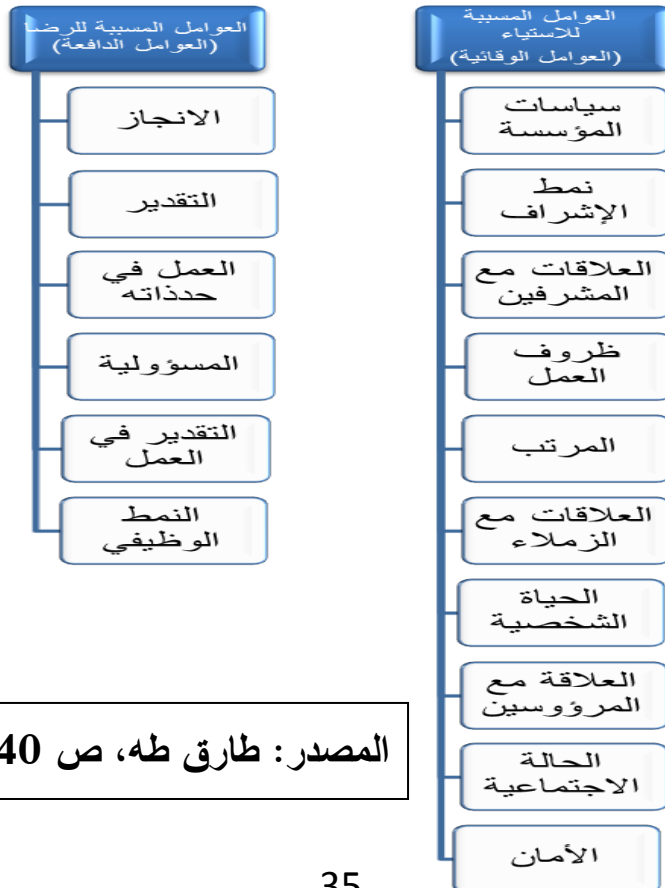 العوامل المسببة
للاستياء
(العوامل الوقائية)
سياسات
المؤسسة
نمط
الإشراف
العلاقات مع
المشرفين
ظروف
العمل
المرتب
العلاقات مع
الزملاء
الحياة
الشخصية
العلاقة مع
المرؤوسين
الحالة
الاجتماعية
الأمان
العوامل المسببة للرضا
(العوامل الدافعة)
الانجاز
التقدير
العمل في
حدذاته
المسؤولية
التقدير في
العمل
النمط
الوظيفي
المصدر: طارق طه، ص 40
35